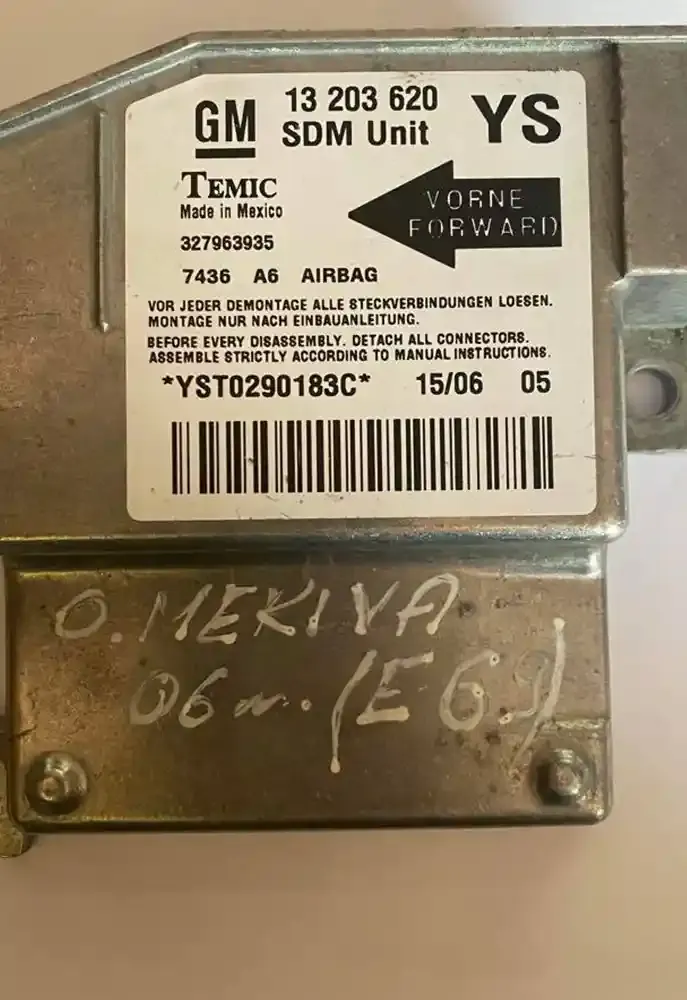 GM 13 203 620 YS
SDM Unit
TEMIC
Made in Mexico
VORNE
FORWARD
327963935
7436 A6 AIRBAG
VOR JEDER DEMONTAGE ALLE STECKVERBINDUNGEN LOESEN.
MONTAGE NUR NACH EINBAUANLEITUNG.
BEFORE EVERY DISASSEMBLY. DETACH ALL CONNECTORS.
ASSEMBLE STRICTLY ACCORDING TO MANUAL INSTRUCTIONS.
*YST0290183C* 15/06 05
O.MERIVA
06m. (E69)